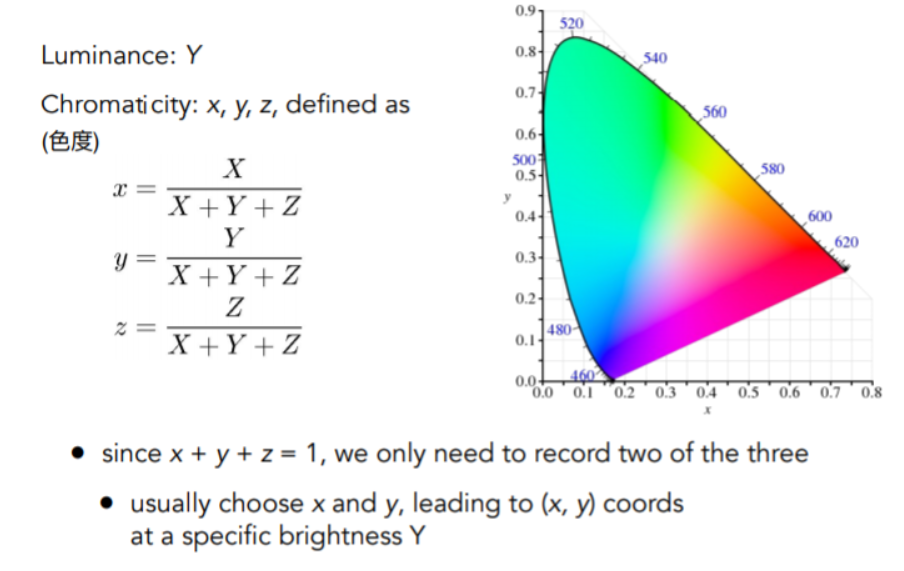 Luminance: Y
Chromaticity: x, y, z, defined as
(色度)
x = X / X + Y + Z
y = Y / X + Y + Z
z = Z / X + Y + Z
0.9
520
0.8
540
0.7
560
0.6
500
580
0.5
y
0.4
600
620
0.3
0.2
480
0.1
460
0.0
0.0 0.1 0.2 0.3 0.4 0.5 0.6 0.7 0.8
x
• since x + y + z = 1, we only need to record two of the three
• usually choose x and y, leading to (x, y) coords
at a specific brightness Y